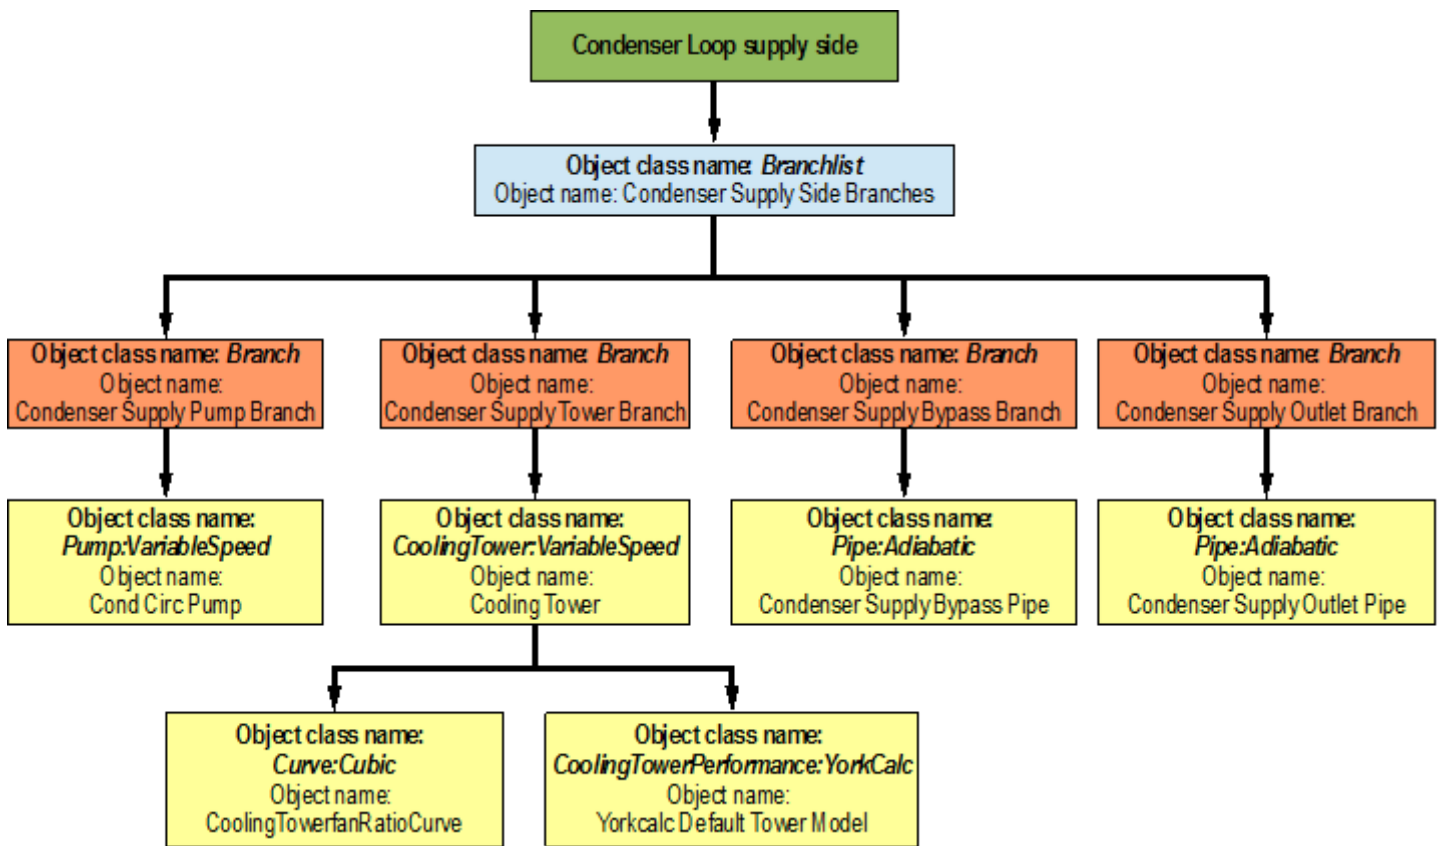 Condenser Loop supply side
Object class name: Branchlist
Object name: Condenser Supply Side Branches
Object class name: Branch
Object name:
Condenser Supply Pump Branch
Object class name: Branch
Object name:
Condenser Supply Tower Branch
Object class name: Branch
Object name:
Condenser Supply Bypass Branch
Object class name: Branch
Object name:
Condenser Supply Outlet Branch
Object class name:
Pump:VariableSpeed
Object name:
Cond Circ Pump
Object class name:
CoolingTower:VariableSpeed
Object name:
Cooling Tower
Object class name:
Pipe:Adiabatic
Object name:
Condenser Supply Bypass Pipe
Object class name:
Pipe:Adiabatic
Object name:
Condenser Supply Outlet Pipe
Object class name:
Curve:Cubic
Object name:
CoolingTowerfanRatioCurve
Object class name:
CoolingTowerPerformance:YorkCalc
Object name:
Yorkcalc Default Tower Model